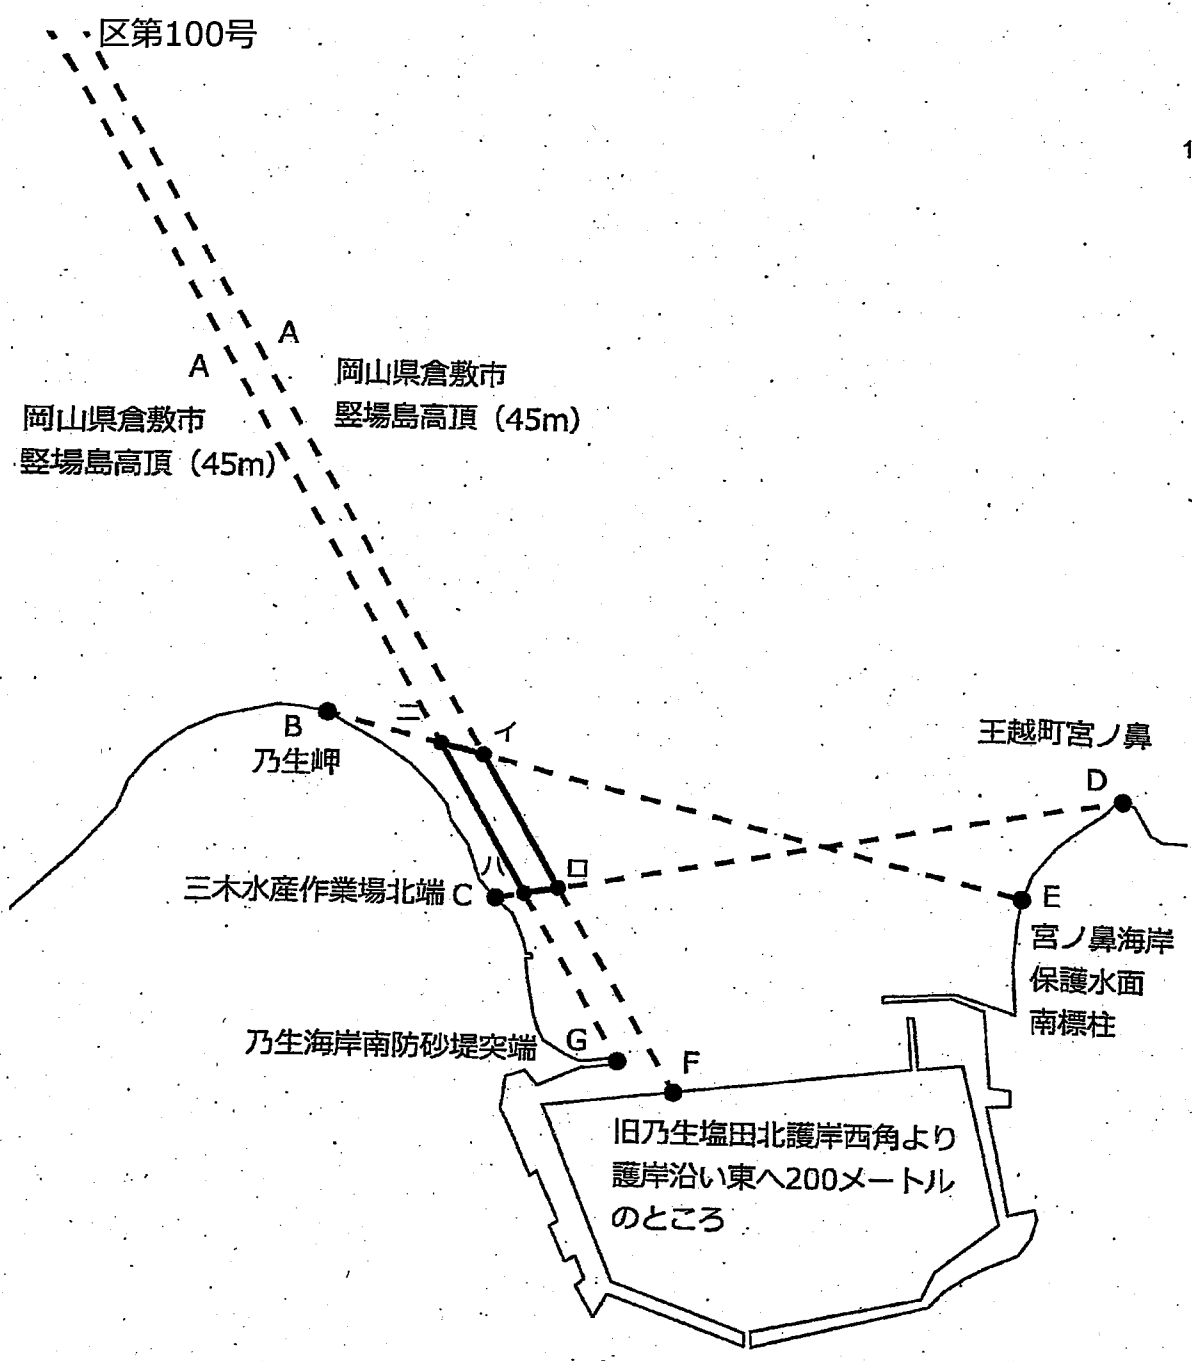 区第100号
1
A
A
岡山県倉敷市
竪場島高頂（45m）
岡山県倉敷市
竪場島高頂（45m）
B
乃生岬
ニ
イ
王越町宮ノ鼻
D
ハ
ロ
三木水産作業場北端
C
E
宮ノ鼻海岸
保護水面
南標柱
乃生海岸南防砂堤突端
G
F
旧乃生塩田北護岸西角より
護岸沿い東へ200メートル
のところ